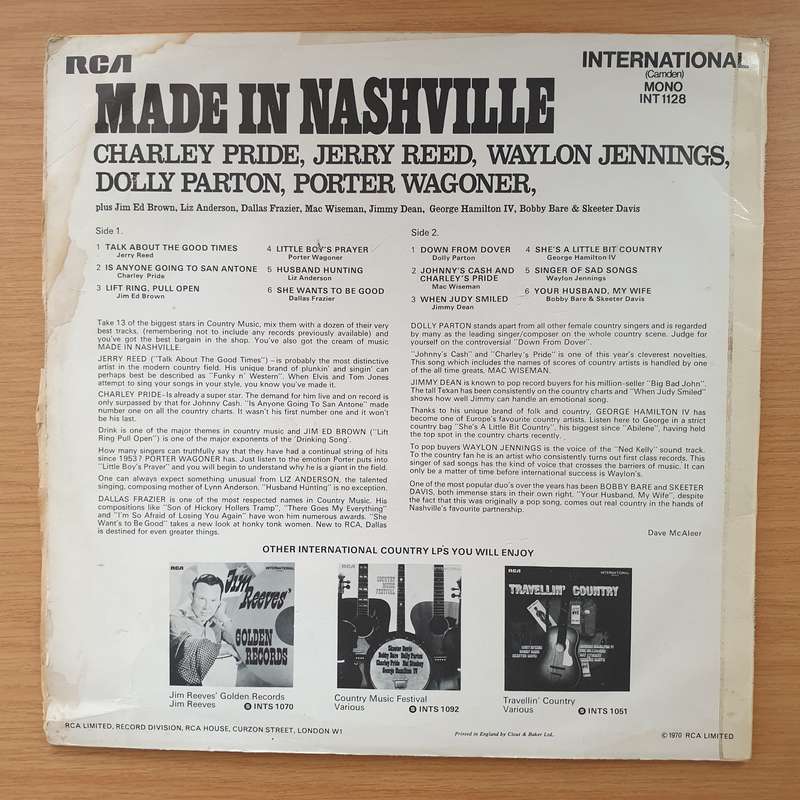 RCA
INTERNATIONAL
(Camden)
MONO
INT 1128
MADE IN NASHVILLE
CHARLEY PRIDE, JERRY REED, WAYLON JENNINGS,
DOLLY PARTON, PORTER WAGONER,
plus Jim Ed Brown, Liz Anderson, Dallas Frazier, Mac Wiseman, Jimmy Dean, George Hamilton IV, Bobby Bare & Skeeter Davis
Side 1.
1 TALK ABOUT THE GOOD TIMES
Jerry Reed
2 IS ANYONE GOING TO SAN ANTONE
Charley Pride
3 LIFT RING, PULL OPEN
Jim Ed Brown
4 LITTLE BOY'S PRAYER
Porter Wagoner
5 HUSBAND HUNTING
Liz Anderson
6 SHE WANTS TO BE GOOD
Dallas Frazier
Side 2.
1 DOWN FROM DOVER
Dolly Parton
2 JOHNNY'S CASH AND
CHARLEY'S PRIDE
Mac Wiseman
3 WHEN JUDY SMILED
Jimmy Dean
4 SHE'S A LITTLE BIT COUNTRY
George Hamilton IV
5 SINGER OF SAD SONGS
Waylon Jennings
6 YOUR HUSBAND, MY WIFE
Bobby Bare & Skeeter Davis
Take 13 of the biggest stars in Country Music, mix them with a dozen of their very
best tracks, (remembering not to include any records previously available) and
you've got the best bargain in the shop. You've also got the cream of music
MADE IN NASHVILLE.
JERRY REED ("Talk About The Good Times") – is probably the most distinctive
artist in the modern country field. His unique brand of plunkin' and singin' can
perhaps best be described as "Funky n' Western". When Elvis and Tom Jones
attempt to sing your songs in your style, you know you've made it.
CHARLEY PRIDE–Is already a super star. The demand for him live and on record is
only surpassed by that for Johnny Cash. "Is Anyone Going To San Antone" made
number one on all the country charts. It wasn't his first number one and it won't
be his last.
Drink is one of the major themes in country music and JIM ED BROWN ("Lift
Ring Pull Open") is one of the major exponents of the 'Drinking Song'.
How many singers can truthfully say that they have had a continual string of hits
since 1953? PORTER WAGONER has. Just listen to the emotion Porter puts into
"Little Boy's Prayer" and you will begin to understand why he is a giant in the field.
One can always expect something unusual from LIZ ANDERSON, the talented
singing, composing mother of Lynn Anderson. "Husband Hunting" is no exception.
DALLAS FRAZIER is one of the most respected names in Country Music. His
compositions like "Son of Hickory Hollers Tramp", "There Goes My Everything"
and "I'm So Afraid of Losing You Again" have won him numerous awards. "She
Want's to Be Good" takes a new look at honky tonk women. New to RCA, Dallas
is destined for even greater things.
DOLLY PARTON stands apart from all other female country singers and is regarded
by many as the leading singer/composer on the whole country scene. Judge for
yourself on the controversial "Down From Dover".
"Johnny's Cash" and "Charley's Pride" is one of this year's cleverest novelties.
This song which includes the names of scores of country artists is handled by one
of the all time greats, MAC WISEMAN.
JIMMY DEAN is known to pop record buyers for his million-seller "Big Bad John".
The tall Texan has been consistently on the country charts and "When Judy Smiled"
shows how well Jimmy can handle an emotional song.
Thanks to his unique brand of folk and country, GEORGE HAMILTON IV has
become one of Europe's favourite country artists. Listen here to George in a strict
country bag "She's A Little Bit Country", his biggest since "Abilene", having held
the top spot in the country charts recently.
To pop buyers WAYLON JENNINGS is the voice of the "Ned Kelly" sound track.
To the country fan he is an artist who consistently turns out first class records. This
singer of sad songs has the kind of voice that crosses the barriers of music. It can
only be a matter of time before international success is Waylon's.
One of the most popular duo's over the years has been BOBBY BARE and SKEETER
DAVIS, both immense stars in their own right. "Your Husband, My Wife", despite
the fact that this was originally a pop song, comes out real country in the hands of
Nashville's favourite partnership.
Dave McAleer
OTHER INTERNATIONAL COUNTRY LPS YOU WILL ENJOY
RCA
INTERNATIONAL
Jim
Reeves'
GOLDEN
RECORDS
Jim Reeves' Golden Records
Jim Reeves
S INTS 1070
RCA
COUNTRY
MUSIC
FESTIVAL
Skeeter Davis
Bobby Bare Dolly Parton
Charley Pride Hat Stuckey
George Hamilton IV
Country Music Festival
Various
S INTS 1092
RCA
INTERNATIONAL
TRAVELLIN' COUNTRY
Travellin' Country
Various
S INTS 1051
RCA LIMITED, RECORD DIVISION, RCA HOUSE, CURZON STREET, LONDON W1
Printed in England by Clout & Baker Ltd.
© 1970 RCA LIMITED